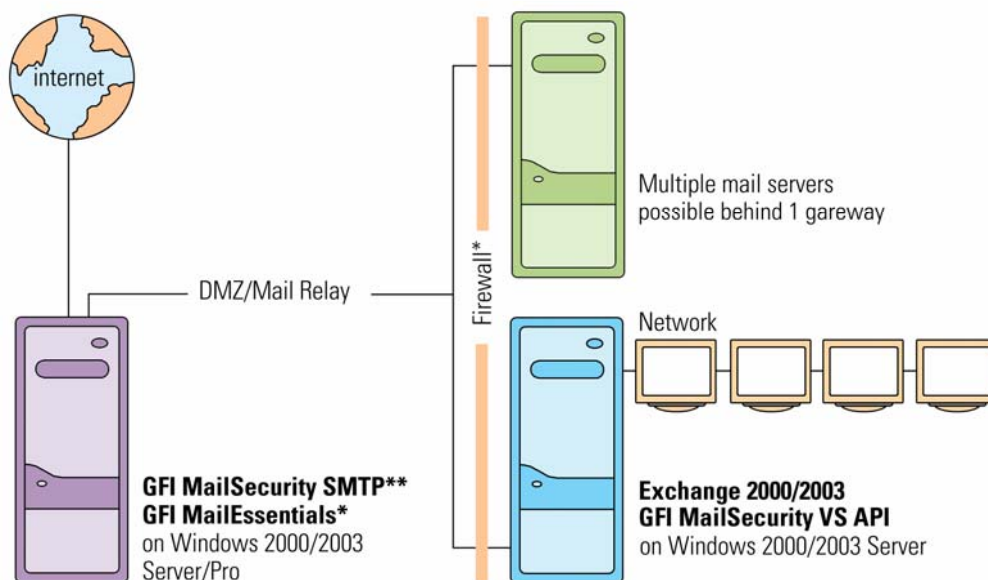 internet
Multiple mail servers
possible behind 1 gareway
DMZ/Mail Relay
Firewall*
Network
GFI MailSecurity SMTP**
GFI MailEssentials*
on Windows 2000/2003
Server/Pro
Exchange 2000/2003
GFI MailSecurity VS API
on Windows 2000/2003 Server